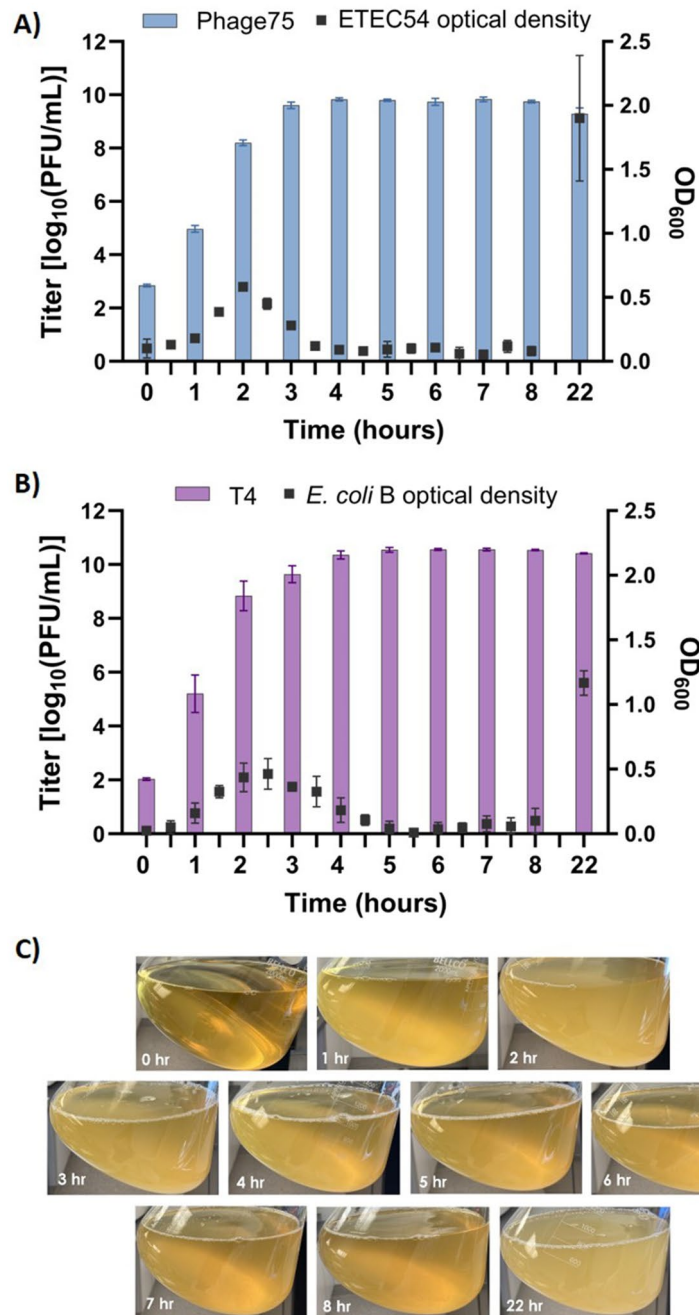 A)
Phage75 ETEC54 optical density
12
10
8
6
4
2
0
Titer [log10(PFU/mL)]
2.5
2.0
1.5
1.0
0.5
0.0
OD600
0 1 2 3 4 5 6 7 8 22
Time (hours)
B)
T4 E. coli B optical density
12
10
8
6
4
2
0
Titer [log10(PFU/mL)]
2.5
2.0
1.5
1.0
0.5
0.0
OD600
0 1 2 3 4 5 6 7 8 22
Time (hours)
C)
0 hr
BELLCO
1 hr
2 hr
3 hr
4 hr
5 hr
6 hr
7 hr
8 hr
22 hr